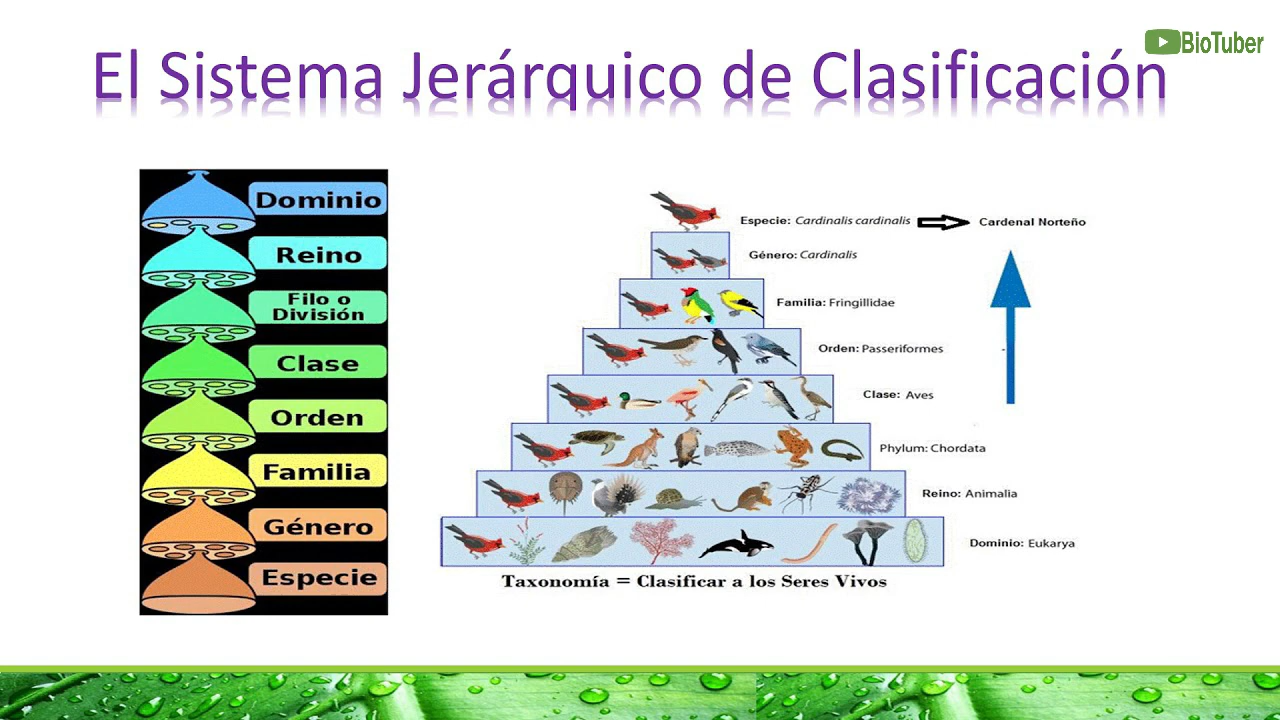 BioTuber
El Sistema Jerárquico de Clasificación
Dominio
Reino
Filo o
División
Clase
Orden
Familia
Género
Especie
Especie: Cardinalis cardinalis
Cardenal Norteño
Género: Cardinalis
Familia: Fringillidae
Orden: Passeriformes
Clase: Aves
Phylum: Chordata
Reino: Animalia
Dominio: Eukarya
Taxonomía = Clasificar a los Seres Vivos